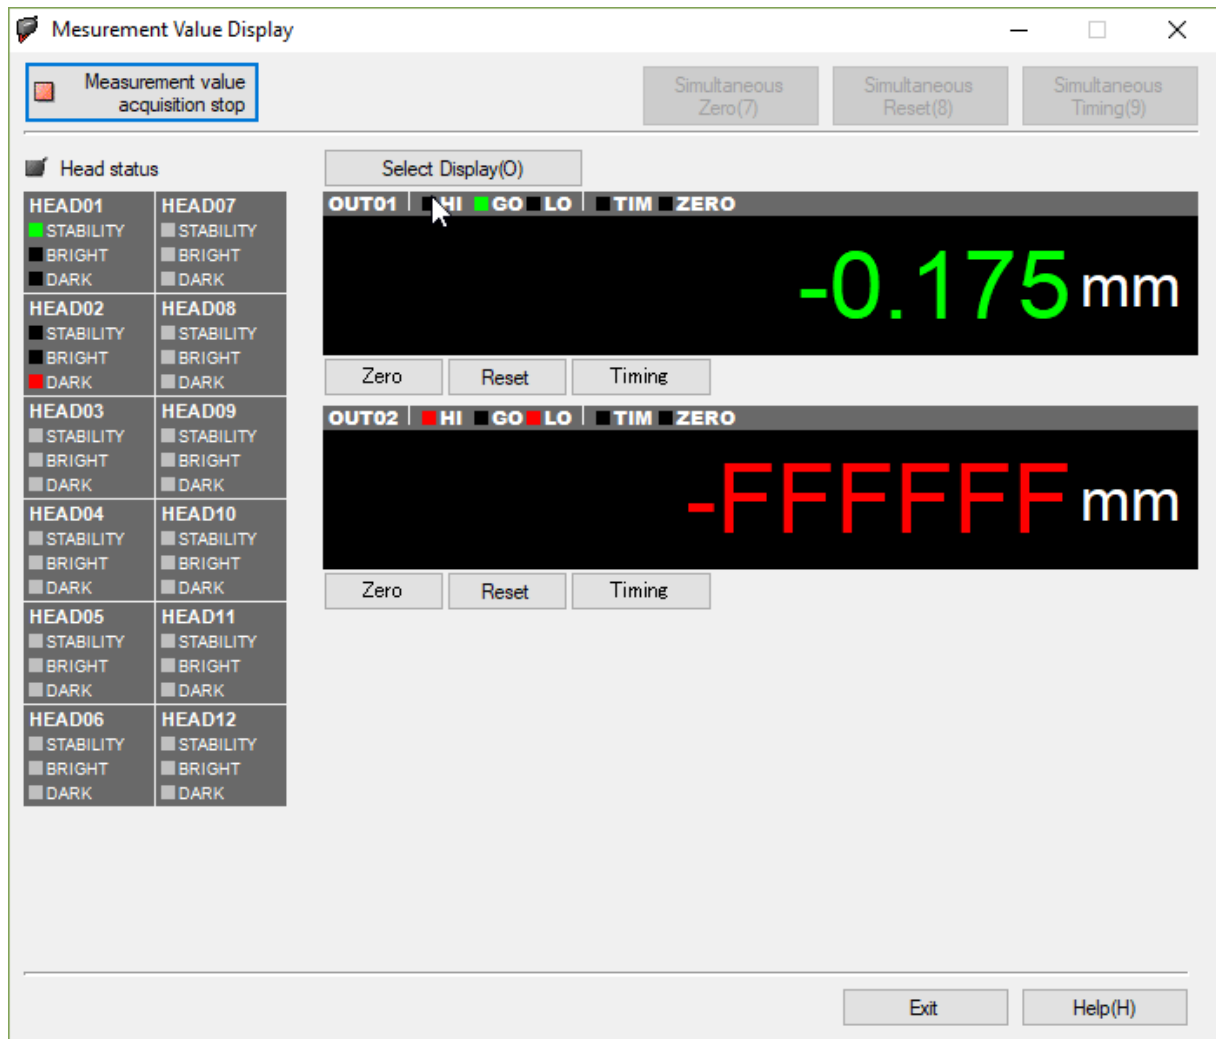 Mesurement Value Display
Measurement value
acquisition stop
Simultaneous
Zero(7)
Simultaneous
Reset(8)
Simultaneous
Timing(9)
Head status
HEAD01
STABILITY
BRIGHT
DARK
HEAD07
STABILITY
BRIGHT
DARK
HEAD02
STABILITY
BRIGHT
DARK
HEAD08
STABILITY
BRIGHT
DARK
HEAD03
STABILITY
BRIGHT
DARK
HEAD09
STABILITY
BRIGHT
DARK
HEAD04
STABILITY
BRIGHT
DARK
HEAD10
STABILITY
BRIGHT
DARK
HEAD05
STABILITY
BRIGHT
DARK
HEAD11
STABILITY
BRIGHT
DARK
HEAD06
STABILITY
BRIGHT
DARK
HEAD12
STABILITY
BRIGHT
DARK
Select Display(O)
OUT01 HI GO LO TIM ZERO
-0.175 mm
Zero Reset Timing
OUT02 HI GO LO TIM ZERO
-FFFFFF mm
Zero Reset Timing
Exit Help(H)